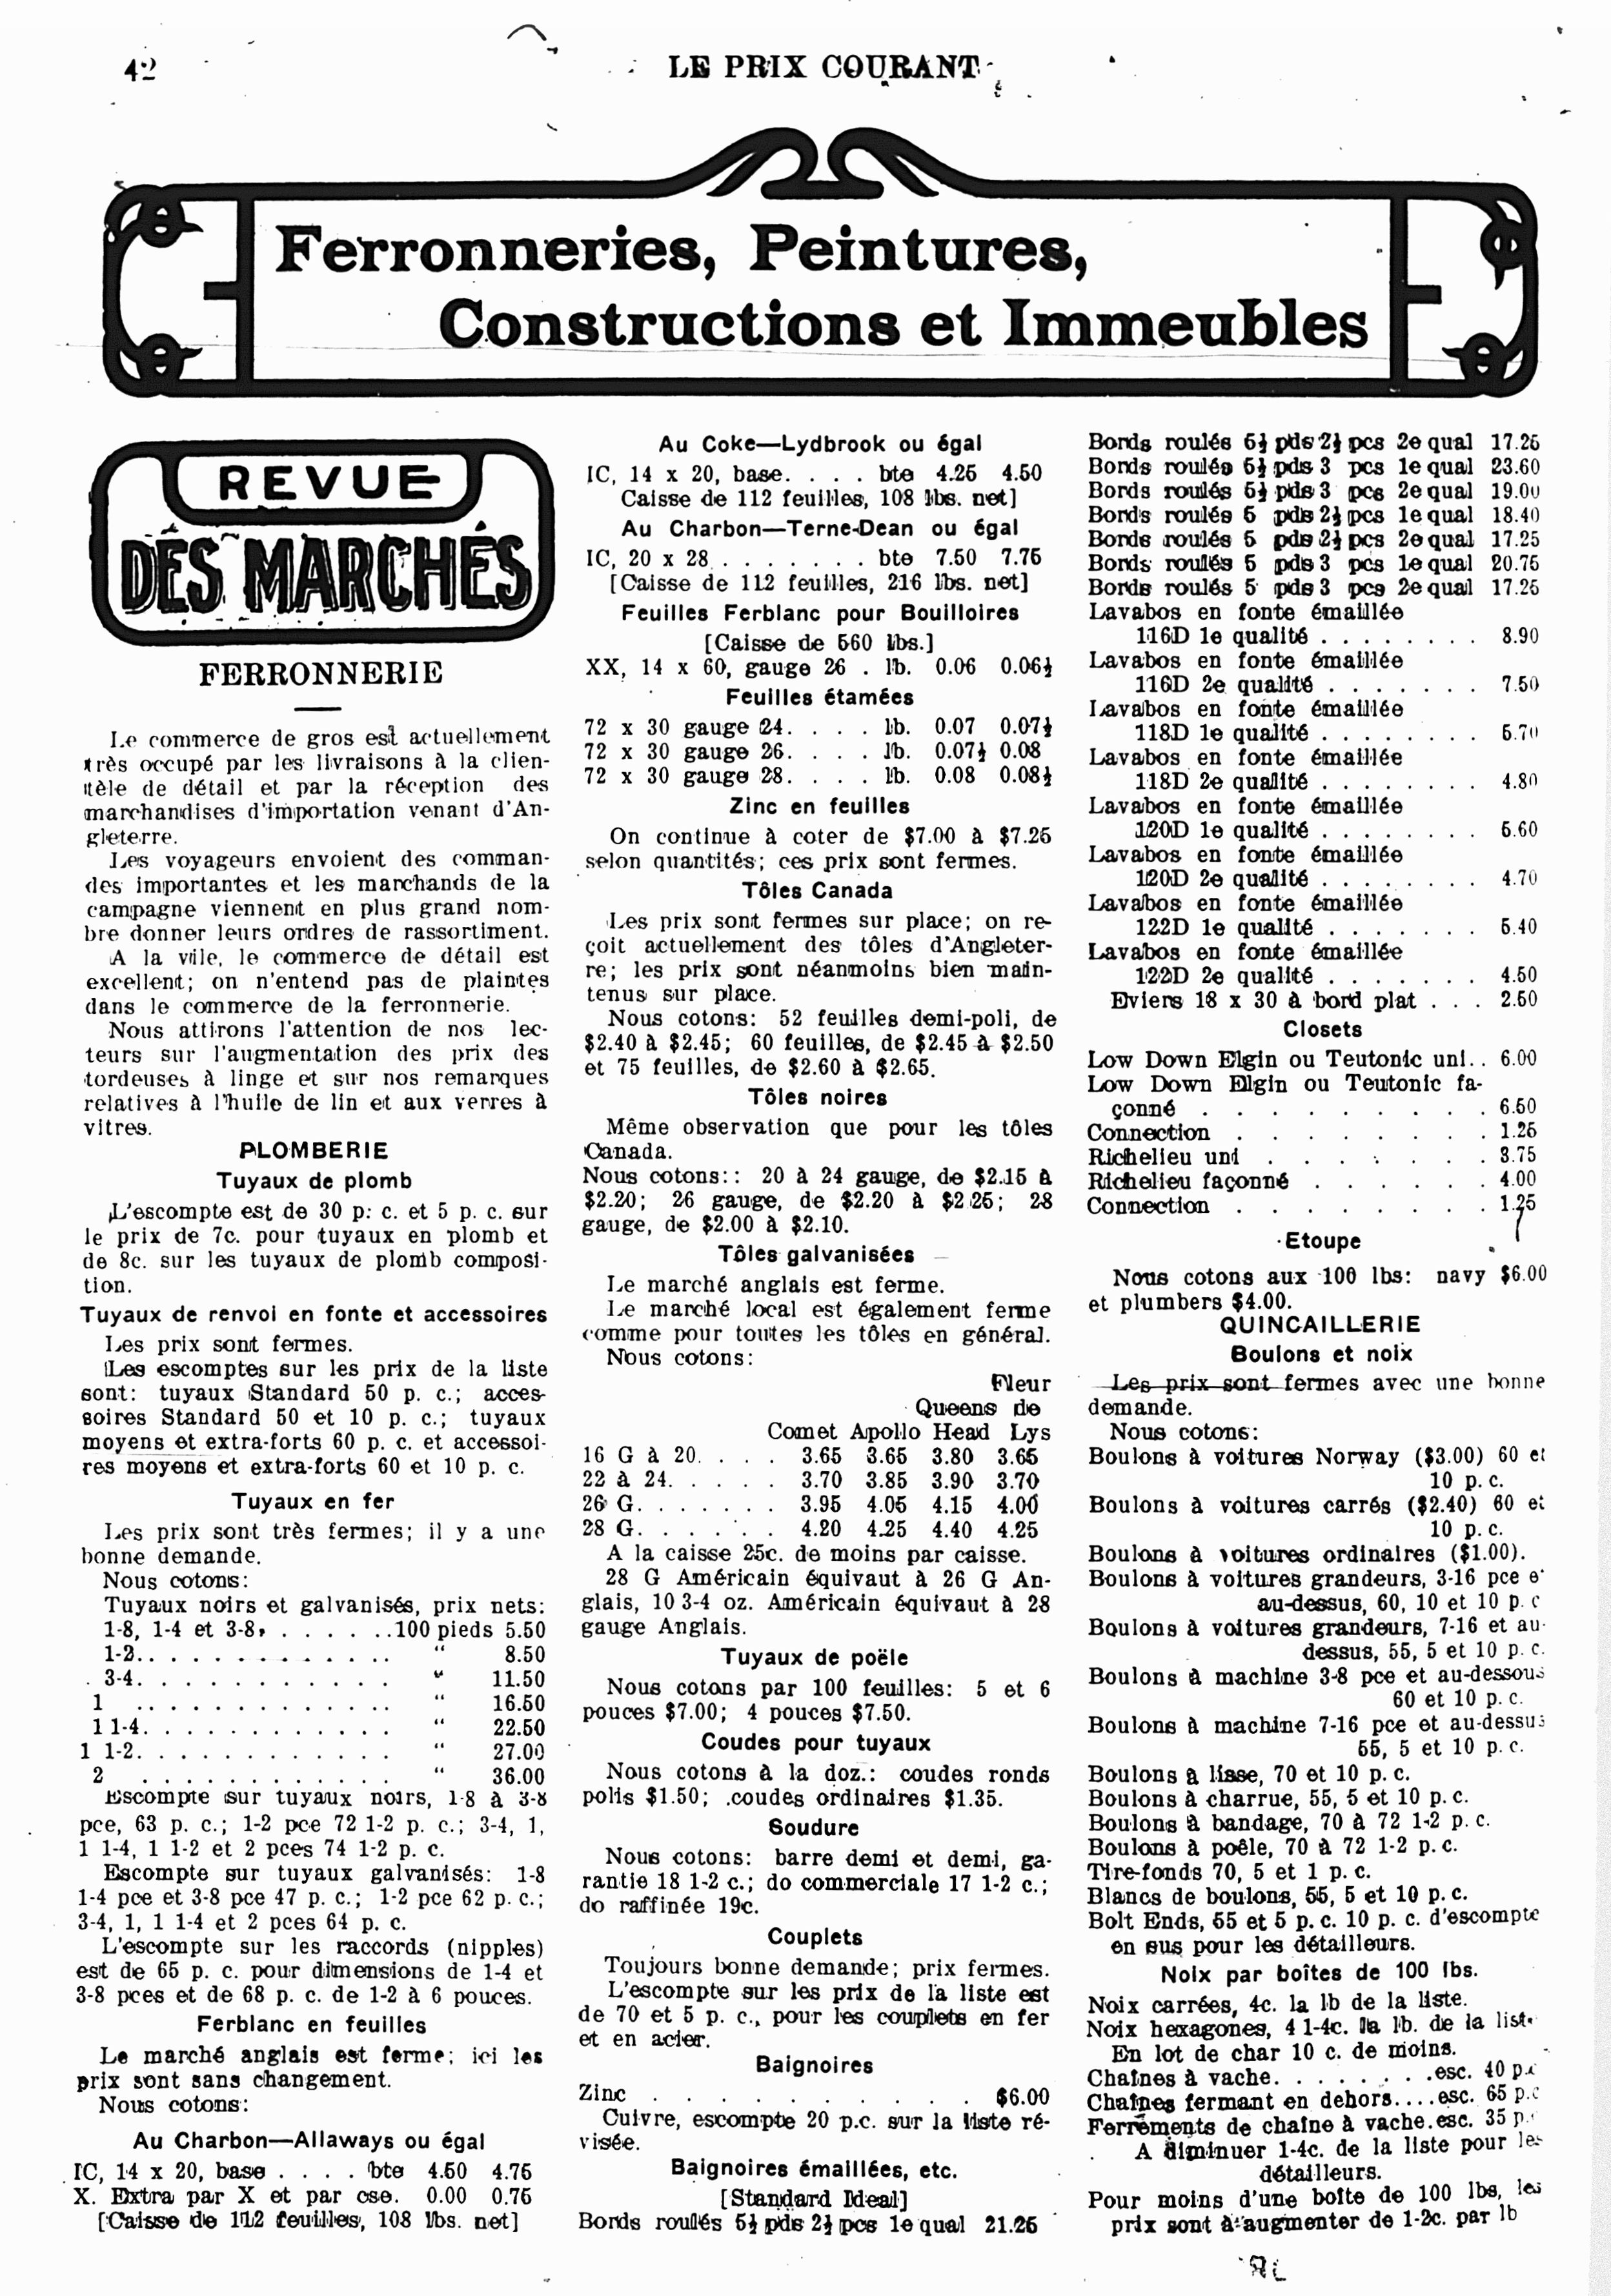 42
LE PRIX COURANT
Ferronneries, Peintures,
Constructions et Immeubles
REVUE
DES MARCHÉS
FERRONNERIE
Le commerce de gros est actuellement
très occupé par les livraisons à la clien-
tèle de détail et par la réception des
marchandises d'importation venant d'An-
gleterre.
Les voyageurs envoient des comman-
des importantes et les marchands de la
campagne viennent en plus grand nom-
bre donner leurs ordres de rassortiment.
A la ville, le commerce de détail est
excellent; on n'entend pas de plaintes
dans le commerce de la ferronnerie.
Nous attirons l'attention de nos lec-
teurs sur l'augmentation des prix des
tordeuses à linge et sur nos remarques
relatives à l'huile de lin et aux verres à
vitres.
PLOMBERIE
Tuyaux de plomb
L'escompte est de 30 p. c. et 5 p. c. sur
le prix de 7c. pour tuyaux en plomb et
de 8c. sur les tuyaux de plomb composi-
tion.
Tuyaux de renvoi en fonte et accessoires
Les prix sont fermes.
Les escomptes sur les prix de la liste
sont: tuyaux Standard 50 p. c.; acces-
soires Standard 50 et 10 p. c.; tuyaux
moyens et extra-forts 60 p. c. et accessoi-
res moyens et extra-forts 60 et 10 p. c.
Tuyaux en fer
Les prix sont très fermes; il y a une
bonne demande.
Nous cotons:
Tuyaux noirs et galvanisés, prix nets:
1-8, 1-4 et 3-8, . . . . . .100 pieds 5.50
1-2. . . . . . . . . . . . . “ 8.50
3-4. . . . . . . . . . . . “ 11.50
1 . . . . . . . . . . . . . “ 16.50
1 1-4. . . . . . . . . . . . “ 22.50
1 1-2. . . . . . . . . . . . “ 27.00
2 . . . . . . . . . . . . “ 36.00
Escompte sur tuyaux noirs, 1-8 à 3-8
pce, 63 p. c.; 1-2 pce 72 1-2 p. c.; 3-4, 1,
1 1-4, 1 1-2 et 2 pces 74 1-2 p. c.
Escompte sur tuyaux galvanisés: 1-8
1-4 pce et 3-8 pce 47 p. c.; 1-2 pce 62 p. c.;
3-4, 1, 1 1-4 et 2 pces 64 p. c.
L'escompte sur les raccords (nipples)
est de 65 p. c. pour dimensions de 1-4 et
3-8 pces et de 68 p. c. de 1-2 à 6 pouces.
Ferblanc en feuilles
Le marché anglais est ferme; ici les
prix sont sans changement.
Nous cotons:
Au Charbon—Allaways ou égal
IC, 14 x 20, base . . . . bte 4.50 4.75
X. Extra par X et par cse. 0.00 0.75
[Caisse de 112 feuilles, 108 lbs. net]
Au Coke—Lydbrook ou égal
IC, 14 x 20, base. . . . bte 4.25 4.50
Caisse de 112 feuilles, 108 lbs. net]
Au Charbon—Terne-Dean ou égal
IC, 20 x 28 . . . . . . . bte 7.50 7.75
[Caisse de 112 feuilles, 216 lbs. net]
Feuilles Ferblanc pour Bouilloires
[Caisse de 560 lbs.]
XX, 14 x 60, gauge 26 . lb. 0.06 0.06½
Feuilles étamées
72 x 30 gauge 24. . . . lb. 0.07 0.07½
72 x 30 gauge 26. . . . lb. 0.07½ 0.08
72 x 30 gauge 28. . . . lb. 0.08 0.08½
Zinc en feuilles
On continue à coter de $7.00 à $7.25
selon quantités; ces prix sont fermes.
Tôles Canada
Les prix sont fermes sur place; on re-
çoit actuellement des tôles d'Angleter-
re; les prix sont néanmoins bien main-
tenus sur place.
Nous cotons: 52 feuilles demi-poli, de
$2.40 à $2.45; 60 feuilles, de $2.45 à $2.50
et 75 feuilles, de $2.60 à $2.65.
Tôles noires
Même observation que pour les tôles
Canada.
Nous cotons:: 20 à 24 gauge, de $2.15 à
$2.20; 26 gauge, de $2.20 à $2.25; 28
gauge, de $2.00 à $2.10.
Tôles galvanisées
Le marché anglais est ferme.
Le marché local est également ferme
comme pour toutes les tôles en général.
Nous cotons:
Fleur
Queens de
Comet Apollo Head Lys
16 G à 20. . . . 3.65 3.65 3.80 3.65
22 à 24. . . . . 3.70 3.85 3.90 3.70
26 G. . . . . . . 3.95 4.05 4.15 4.00
28 G. . . . . . . 4.20 4.25 4.40 4.25
A la caisse 25c. de moins par caisse.
28 G Américain équivaut à 26 G An-
glais, 10 3-4 oz. Américain équivaut à 28
gauge Anglais.
Tuyaux de poële
Nous cotons par 100 feuilles: 5 et 6
pouces $7.00; 4 pouces $7.50.
Coudes pour tuyaux
Nous cotons à la doz.: coudes ronds
polis $1.50; coudes ordinaires $1.35.
Soudure
Nous cotons: barre demi et demi, ga-
rantie 18 1-2 c.; do commerciale 17 1-2 c.;
do raffinée 19c.
Couplets
Toujours bonne demande; prix fermes.
L'escompte sur les prix de la liste est
de 70 et 5 p. c., pour les couplets en fer
et en acier.
Baignoires
Zinc . . . . . . . . . . . $6.00
Cuivre, escompte 20 p.c. sur la liste ré-
visée.
Baignoires émaillées, etc.
[Standard Ideal]
Bords roulés 5½ pds 2½ pcs 1e qual 21.25
Bords roulés 5½ pds 2½ pcs 2e qual 17.25
Bords roulés 5½ pds 3 pcs 1e qual 23.60
Bords roulés 5½ pds 3 pcs 2e qual 19.00
Bords roulés 5 pds 2½ pcs 1e qual 18.40
Bords roulés 5 pds 2½ pcs 2e qual 17.25
Bords roulés 5 pds 3 pcs 1e qual 20.75
Bords roulés 5 pds 3 pcs 2e qual 17.25
Lavabos en fonte émaillée
116D 1e qualité . . . . . . . . 8.90
Lavabos en fonte émaillée
116D 2e qualité . . . . . . . 7.50
Lavabos en fonte émaillée
118D 1e qualité . . . . . . . . 5.70
Lavabos en fonte émaillée
118D 2e qualité . . . . . . . . 4.80
Lavabos en fonte émaillée
120D 1e qualité . . . . . . . . 5.60
Lavabos en fonte émaillée
120D 2e qualité . . . . . . . . 4.70
Lavabos en fonte émaillée
122D 1e qualité . . . . . . . 5.40
Lavabos en fonte émaillée
122D 2e qualité . . . . . . . 4.50
Eviers 18 x 30 à bord plat . . . 2.50
Closets
Low Down Elgin ou Teutonic uni. . 6.00
Low Down Elgin ou Teutonic fa-
çonné . . . . . . . . . . 6.50
Connection . . . . . . . . . 1.25
Richelieu uni . . . . . . . 3.75
Richelieu façonné . . . . . . 4.00
Connection . . . . . . . . . 1.25
Etoupe
Nous cotons aux 100 lbs: navy $6.00
et plumbers $4.00.
QUINCAILLERIE
Boulons et noix
Les prix sont fermes avec une bonne
demande.
Nous cotons:
Boulons à voitures Norway ($3.00) 60 et
10 p. c.
Boulons à voitures carrés ($2.40) 60 et
10 p. c.
Boulons à voitures ordinaires ($1.00).
Boulons à voitures grandeurs, 3-16 pce e
au-dessus, 60, 10 et 10 p. c
Boulons à voitures grandeurs, 7-16 et au-
dessus, 55, 5 et 10 p. c.
Boulons à machine 3-8 pce et au-dessous
60 et 10 p. c.
Boulons à machine 7-16 pce et au-dessus
55, 5 et 10 p. c.
Boulons à lisse, 70 et 10 p. c.
Boulons à charrue, 55, 5 et 10 p. c.
Boulons à bandage, 70 à 72 1-2 p. c.
Boulons à poêle, 70 à 72 1-2 p. c.
Tire-fonds 70, 5 et 1 p. c.
Blancs de boulons, 55, 5 et 10 p. c.
Bolt Ends, 55 et 5 p. c. 10 p. c. d'escompte
en sus pour les détailleurs.
Noix par boîtes de 100 lbs.
Noix carrées, 4c. la lb de la liste.
Noix hexagones, 4 1-4c. la lb. de la liste
En lot de char 10 c. de moins.
Chaînes à vache. . . . . . . .esc. 40 p.c
Chaînes fermant en dehors....esc. 65 p.c
Ferrements de chaîne à vache.esc. 35 p.
A diminuer 1-4c. de la liste pour les
détailleurs.
Pour moins d'une boîte de 100 lbs, les
prix sont à augmenter de 1-2c. par lb